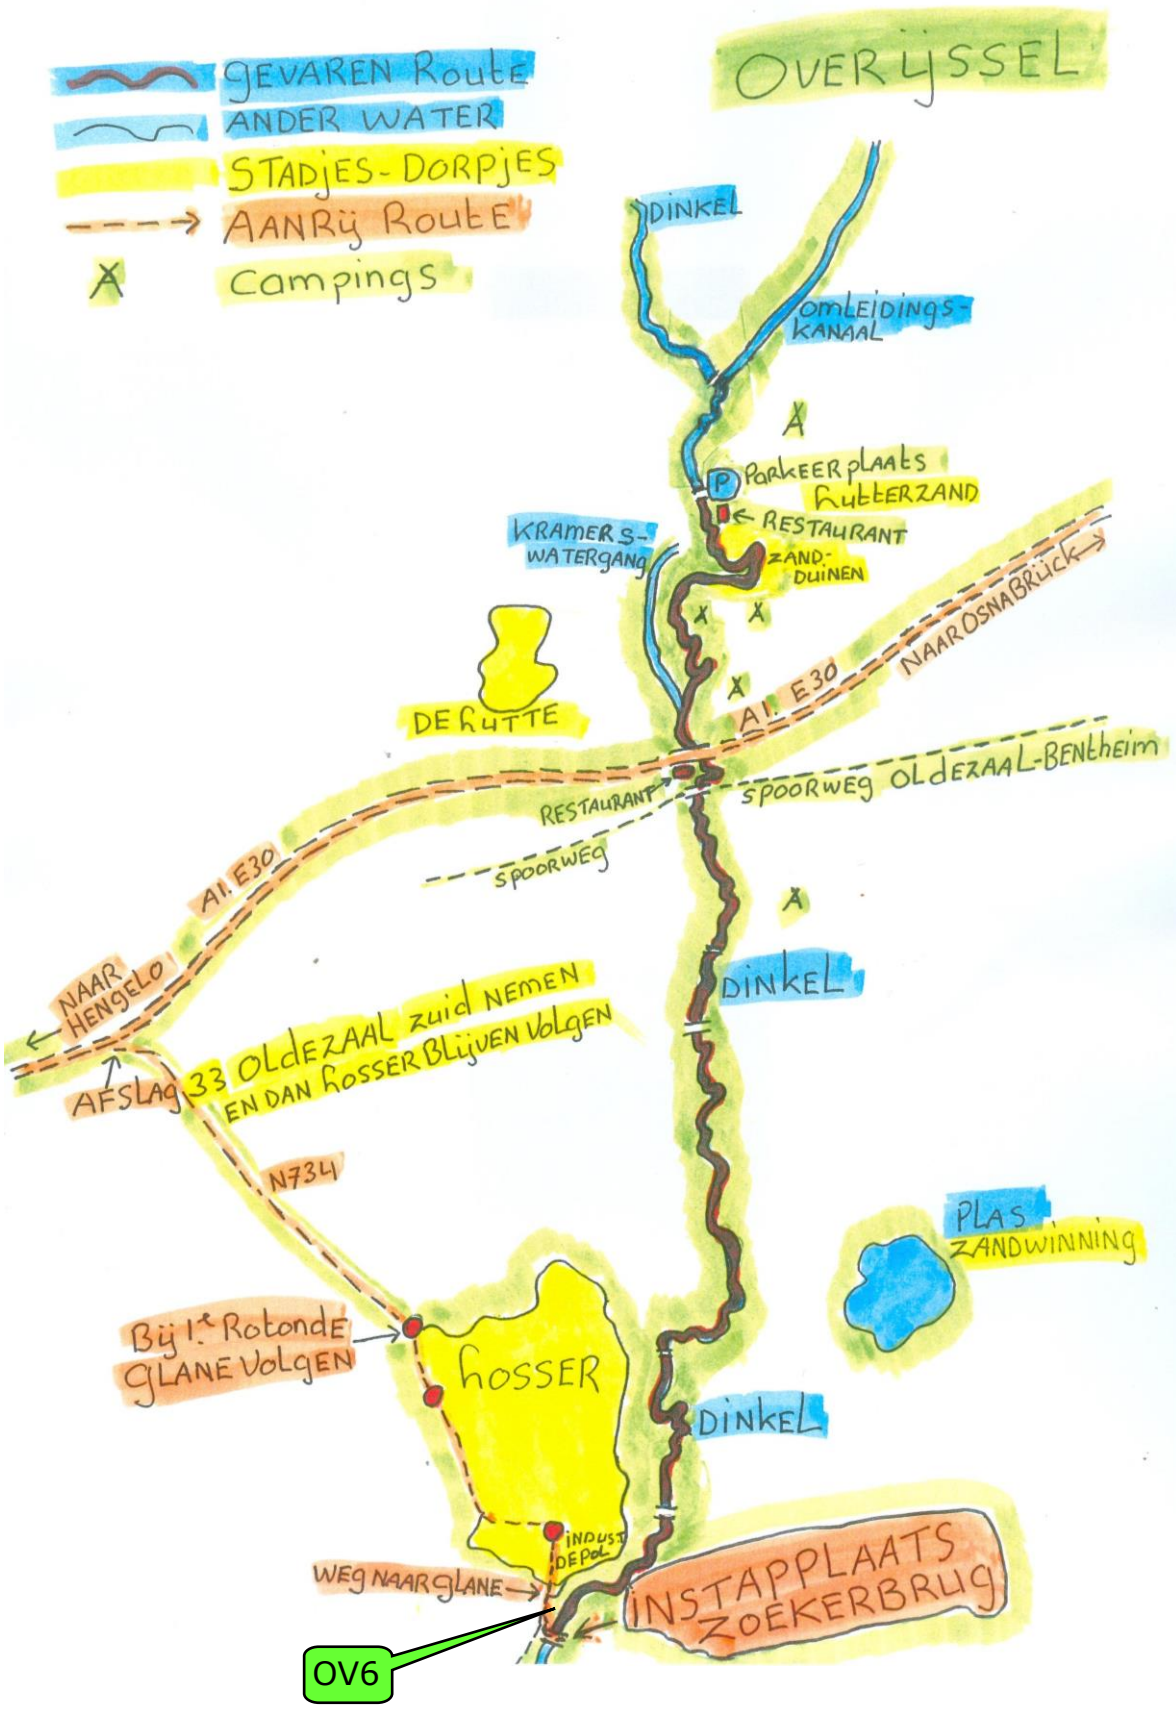 OVERIJSSEL
GEVAREN ROUTE
ANDER WATER
STADJES-DORPJES
AANRIJ ROUTE
A
Campings
DINKEL
OMLEIDINGS-
KANAAL
A
P
PARKEERPLAATS
HUTTERZAND
RESTAURANT
KRAMERS-
WATERGANG
ZAND-
DUINEN
A
A
NAAR OSNABRÜCK
A
A1. E30
DE HUTTE
SPOORWEG OLDEZAAL-BENTHEIM
RESTAURANT
SPOORWEG
A1. E30
A
NAAR
HENGELO
DINKEL
AFSLAG 33 OLDEZAAL ZUID NEMEN
EN DAN HOSSER BLIJVEN VOLGEN
N734
PLAS
ZANDWINNING
BIJ 1e ROTONDE
GLANE VOLGEN
HOSSER
DINKEL
INDUST
DEPOL
WEG NAAR GLANE
INSTAPPLAATS
ZOEKERBRUG
OV6